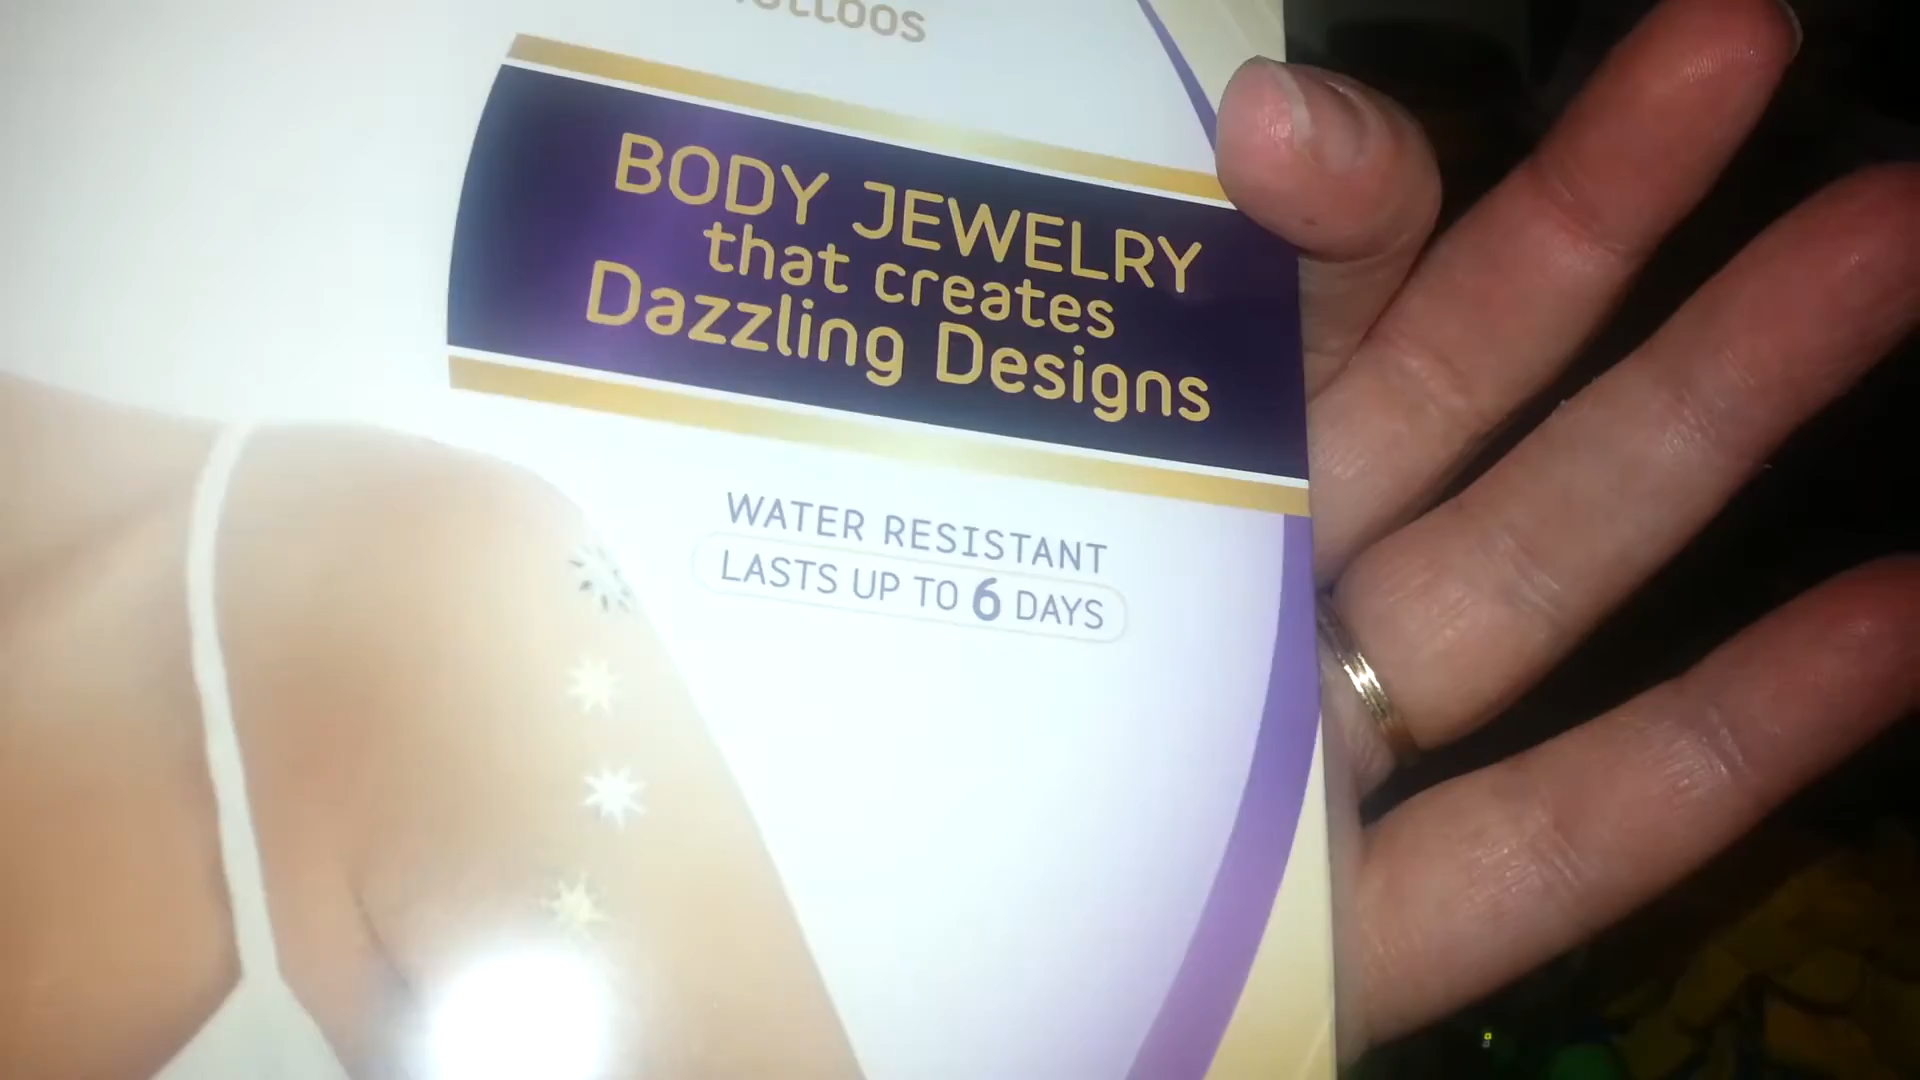 BODY JEWELRY
that creates
Dazzling Designs
WATER RESISTANT
LASTS UP TO 6 DAYS